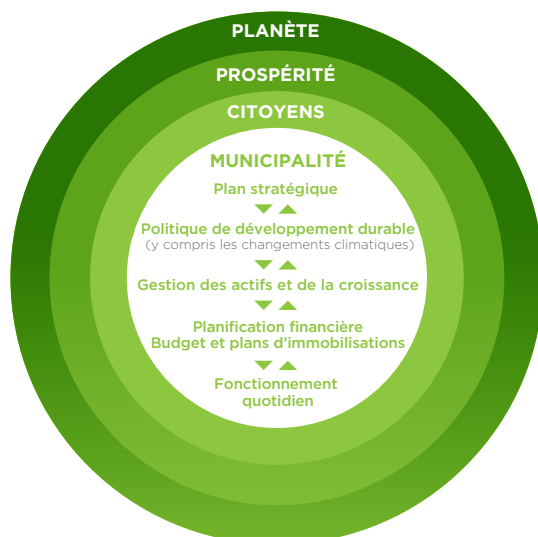 PLANÈTE
PROSPÉRITÉ
CITOYENS
MUNICIPALITÉ
Plan stratégique
Politique de développement durable
(y compris les changements climatiques)
Gestion des actifs et de la croissance
Planification financière
Budget et plans d’immobilisations
Fonctionnement
quotidien